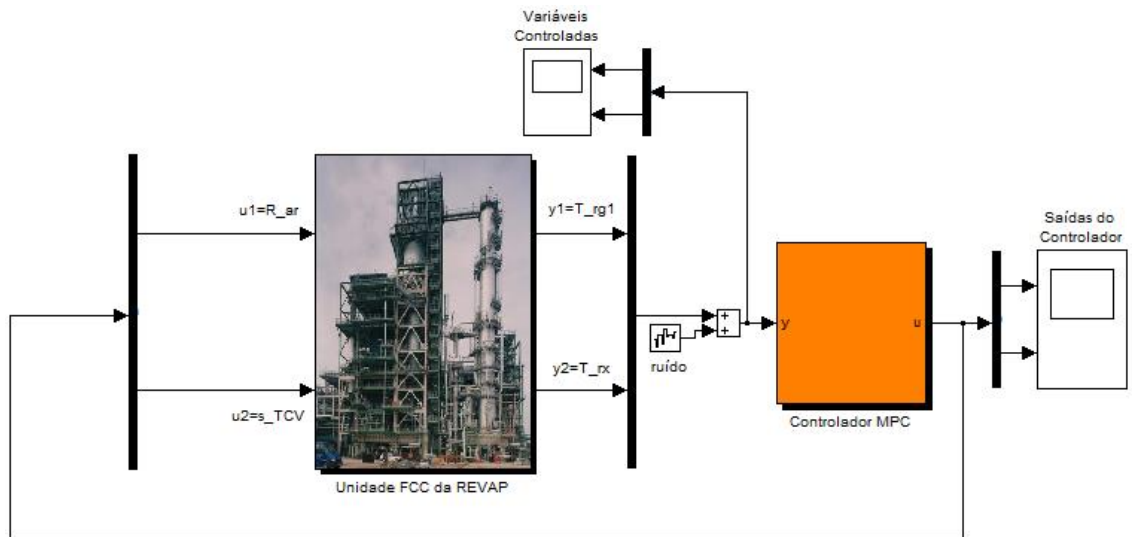 Variáveis
Controladas
u1=R_ar
y1=T_rg1
Saídas do
Controlador
+
+
y
u
ruído
u2=s_TCV
y2=T_rx
Controlador MPC
Unidade FCC da REVAP